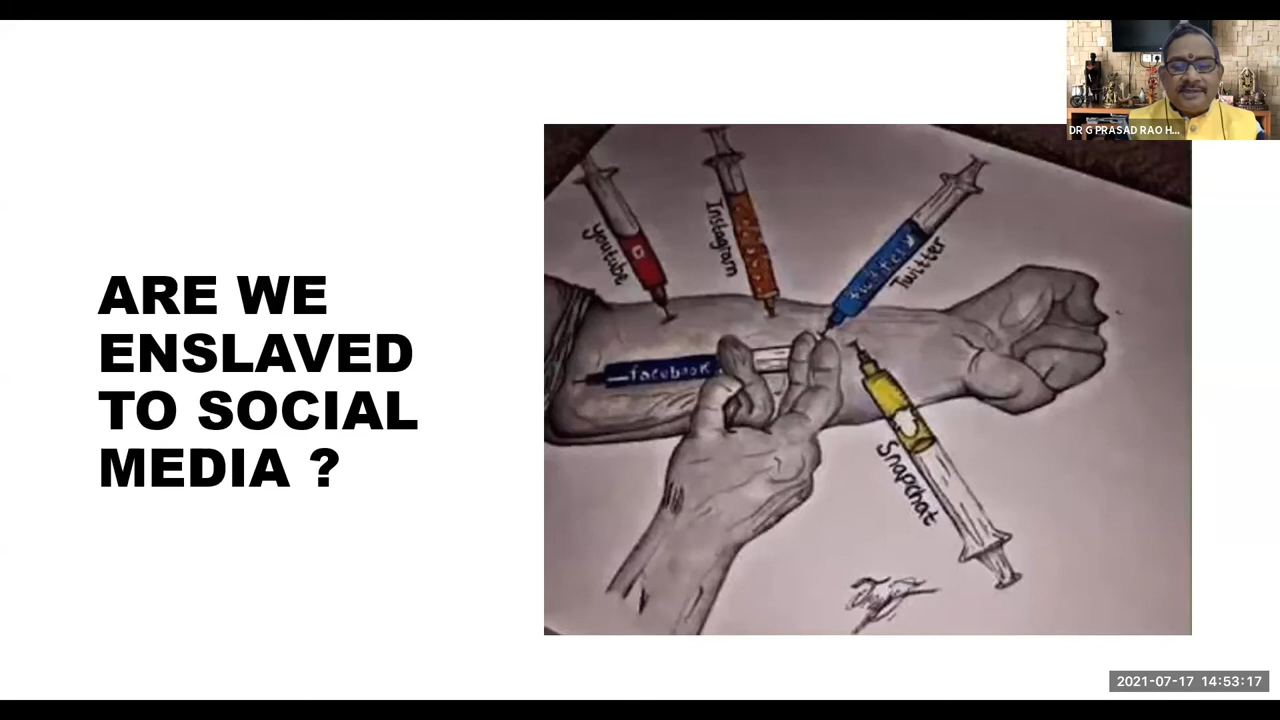 DR G PRASAD RAO H...
ARE WE
ENSLAVED
TO SOCIAL
MEDIA ?
youtube
Instagram
twitter
Twitter
facebook
Snapchat
2021-07-17 14:53:17